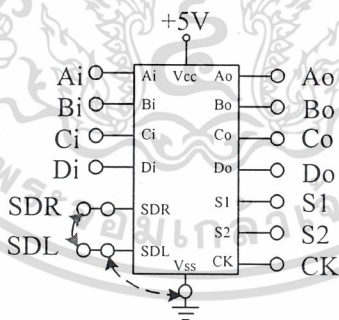 +5V
Ai Ai Vcc Ao Ao
Bi Bi Bo Bo
Ci Ci Co Co
Di Di Do Do
SDR SDR S1 S1
SDL SDL S2 S2
Vss CK CK